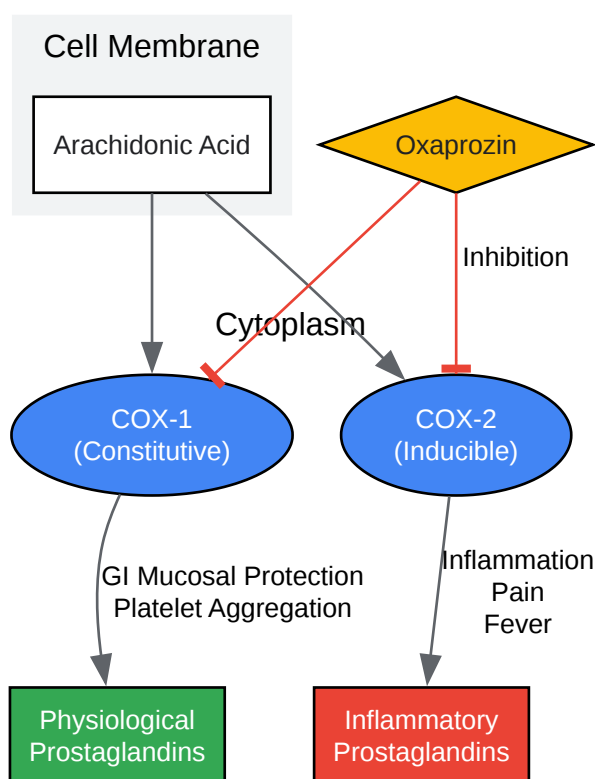 Cell Membrane
Arachidonic Acid
Oxaprozin
Inhibition
Cytoplasm
COX-1
(Constitutive)
COX-2
(Inducible)
GI Mucosal Protection
Platelet Aggregation
Inflammation
Pain
Fever
Physiological
Prostaglandins
Inflammatory
Prostaglandins